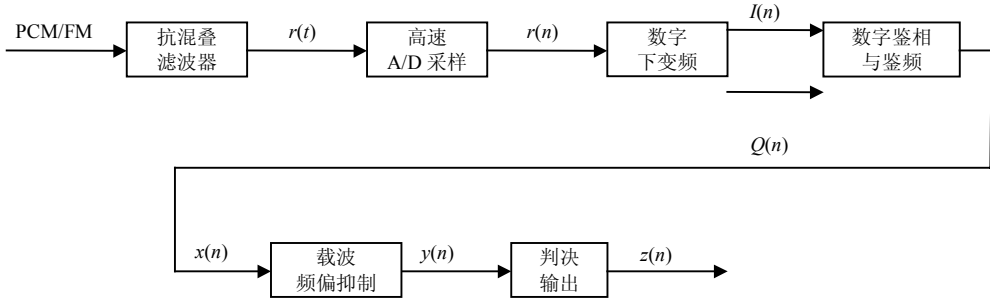 PCM/FM
抗混叠
滤波器
r(t)
高速
A/D 采样
r(n)
数字
下变频
I(n)
数字鉴相
与鉴频
Q(n)
x(n)
载波
频偏抑制
y(n)
判决
输出
z(n)